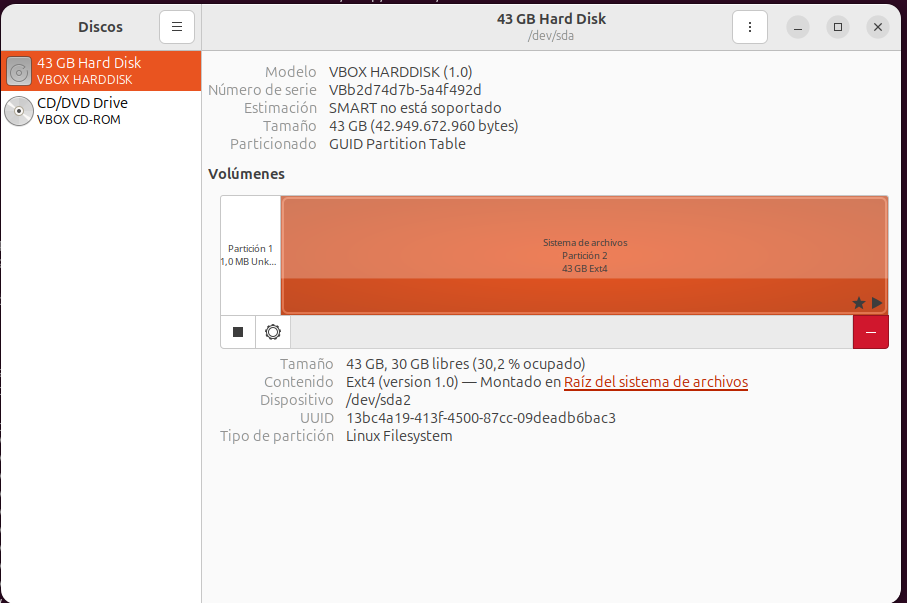 Discos
43 GB Hard Disk
/dev/sda
43 GB Hard Disk
VBOX HARDDISK
CD/DVD Drive
VBOX CD-ROM
Modelo VBOX HARDDISK (1.0)
Número de serie VBb2d74d7b-5a4f492d
Estimación SMART no está soportado
Tamaño 43 GB (42.949.672.960 bytes)
Particionado GUID Partition Table
Volúmenes
Partición 1
1,0 MB Unk...
Sistema de archivos
Partición 2
43 GB Ext4
Tamaño 43 GB, 30 GB libres (30,2 % ocupado)
Contenido Ext4 (version 1.0) — Montado en Raíz del sistema de archivos
Dispositivo /dev/sda2
UUID 13bc4a19-413f-4500-87cc-09deadb6bac3
Tipo de partición Linux Filesystem